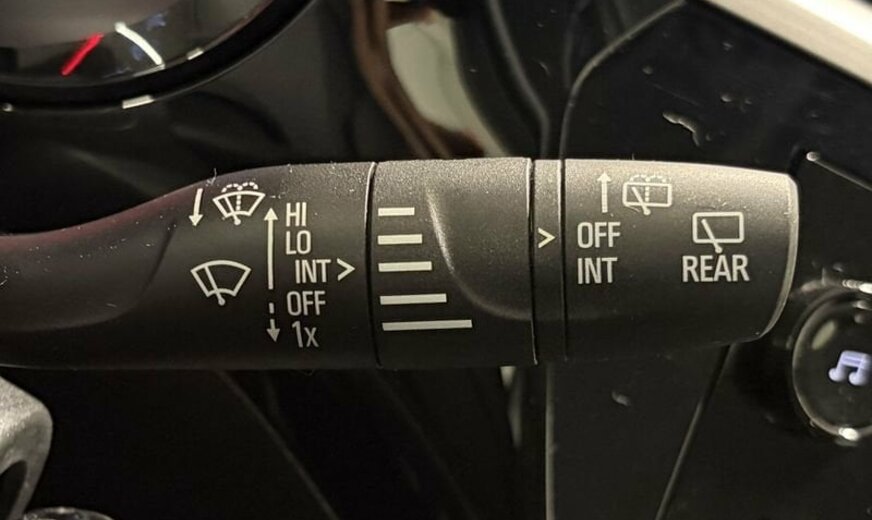 HI
LO
INT >
OFF
1x
> OFF
INT
REAR